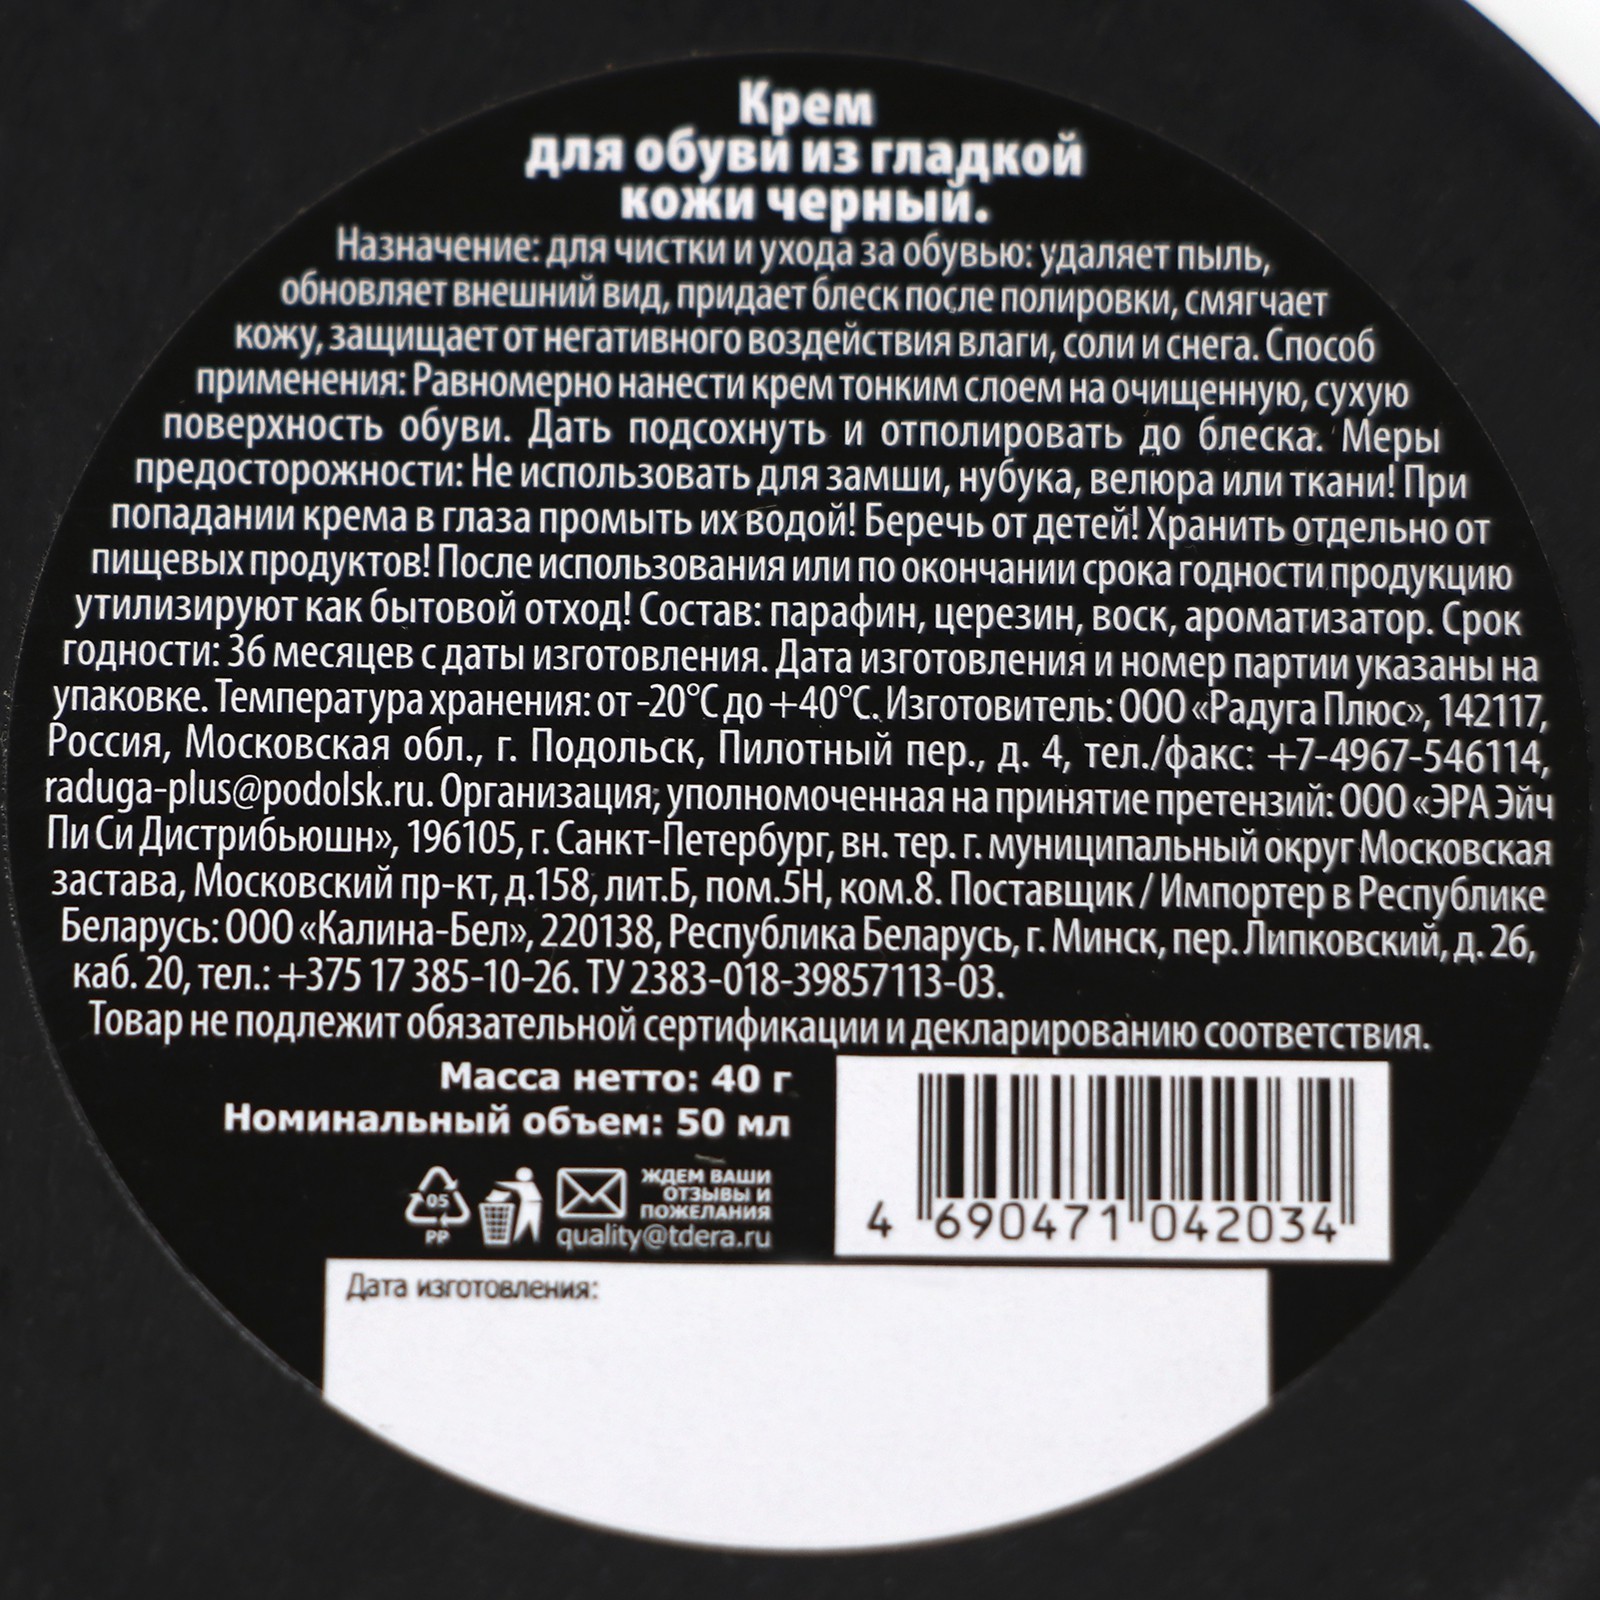 Крем
для обуви из гладкой
кожи черный.
Назначение: для чистки и ухода за обувью: удаляет пыль,
обновляет внешний вид, придает блеск после полировки, смягчает
кожу, защищает от негативного воздействия влаги, соли и снега. Способ
применения: Равномерно нанести крем тонким слоем на очищенную, сухую
поверхность обуви. Дать подсохнуть и отполировать до блеска. Меры
предосторожности: Не использовать для замши, нубука, велюра или ткани! При
попадании крема в глаза промыть их водой! Беречь от детей! Хранить отдельно от
пищевых продуктов! После использования или по окончании срока годности продукцию
утилизируют как бытовой отход! Состав: парафин, церезин, воск, ароматизатор. Срок
годности: 36 месяцев с даты изготовления. Дата изготовления и номер партии указаны на
упаковке. Температура хранения: от -20°С до +40°С. Изготовитель: ООО «Радуга Плюс», 142117,
Россия, Московская обл., г. Подольск, Пилотный пер., д. 4, тел./факс: +7-4967-546114,
raduga-plus@podolsk.ru. Организация, уполномоченная на принятие претензий: ООО «ЭРА Эйч
Пи Си Дистрибьюшн», 196105, г. Санкт-Петербург, вн. тер. г. муниципальный округ Московская
застава, Московский пр-кт, д.158, лит.Б, пом.5Н, ком.8. Поставщик / Импортер в Республике
Беларусь: ООО «Калина-Бел», 220138, Республика Беларусь, г. Минск, пер. Липковский, д. 26,
каб. 20, тел.: +375 17 385-10-26. ТУ 2383-018-39857113-03.
Товар не подлежит обязательной сертификации и декларированию соответствия.
Масса нетто: 40 г
Номинальный объем: 50 мл
05
PP
ЖДЕМ ВАШИ
ОТЗЫВЫ И
ПОЖЕЛАНИЯ
quality@tdera.ru
4 690471 042034
Дата изготовления: